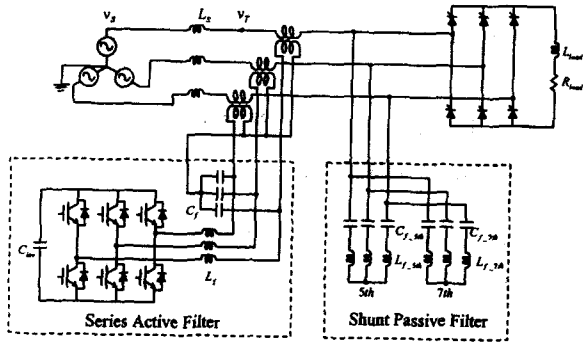 v_S
L_S
v_T
L_load
R_load
C_f
C_inv
L_f
C_f_5th
C_f_7th
L_f_5th
L_f_7th
5th
7th
Series Active Filter
Shunt Passive Filter